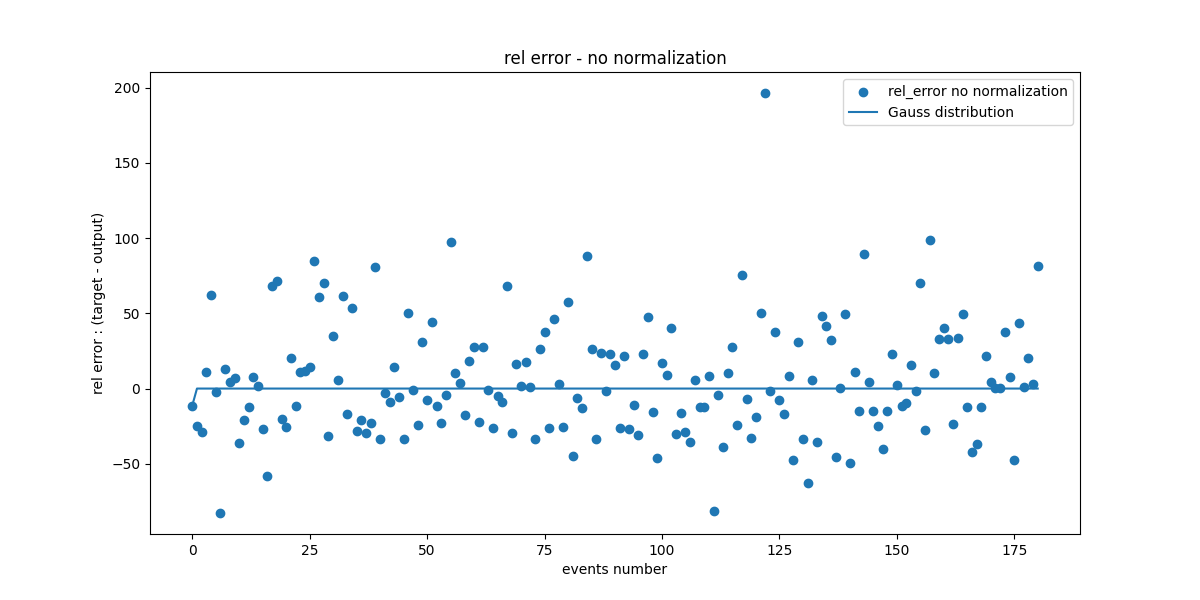 rel error - no normalization
rel_error no normalization
Gauss distribution
rel error : (target - output)
200
150
100
50
0
−50
0
25
50
75
100
125
150
175
events number